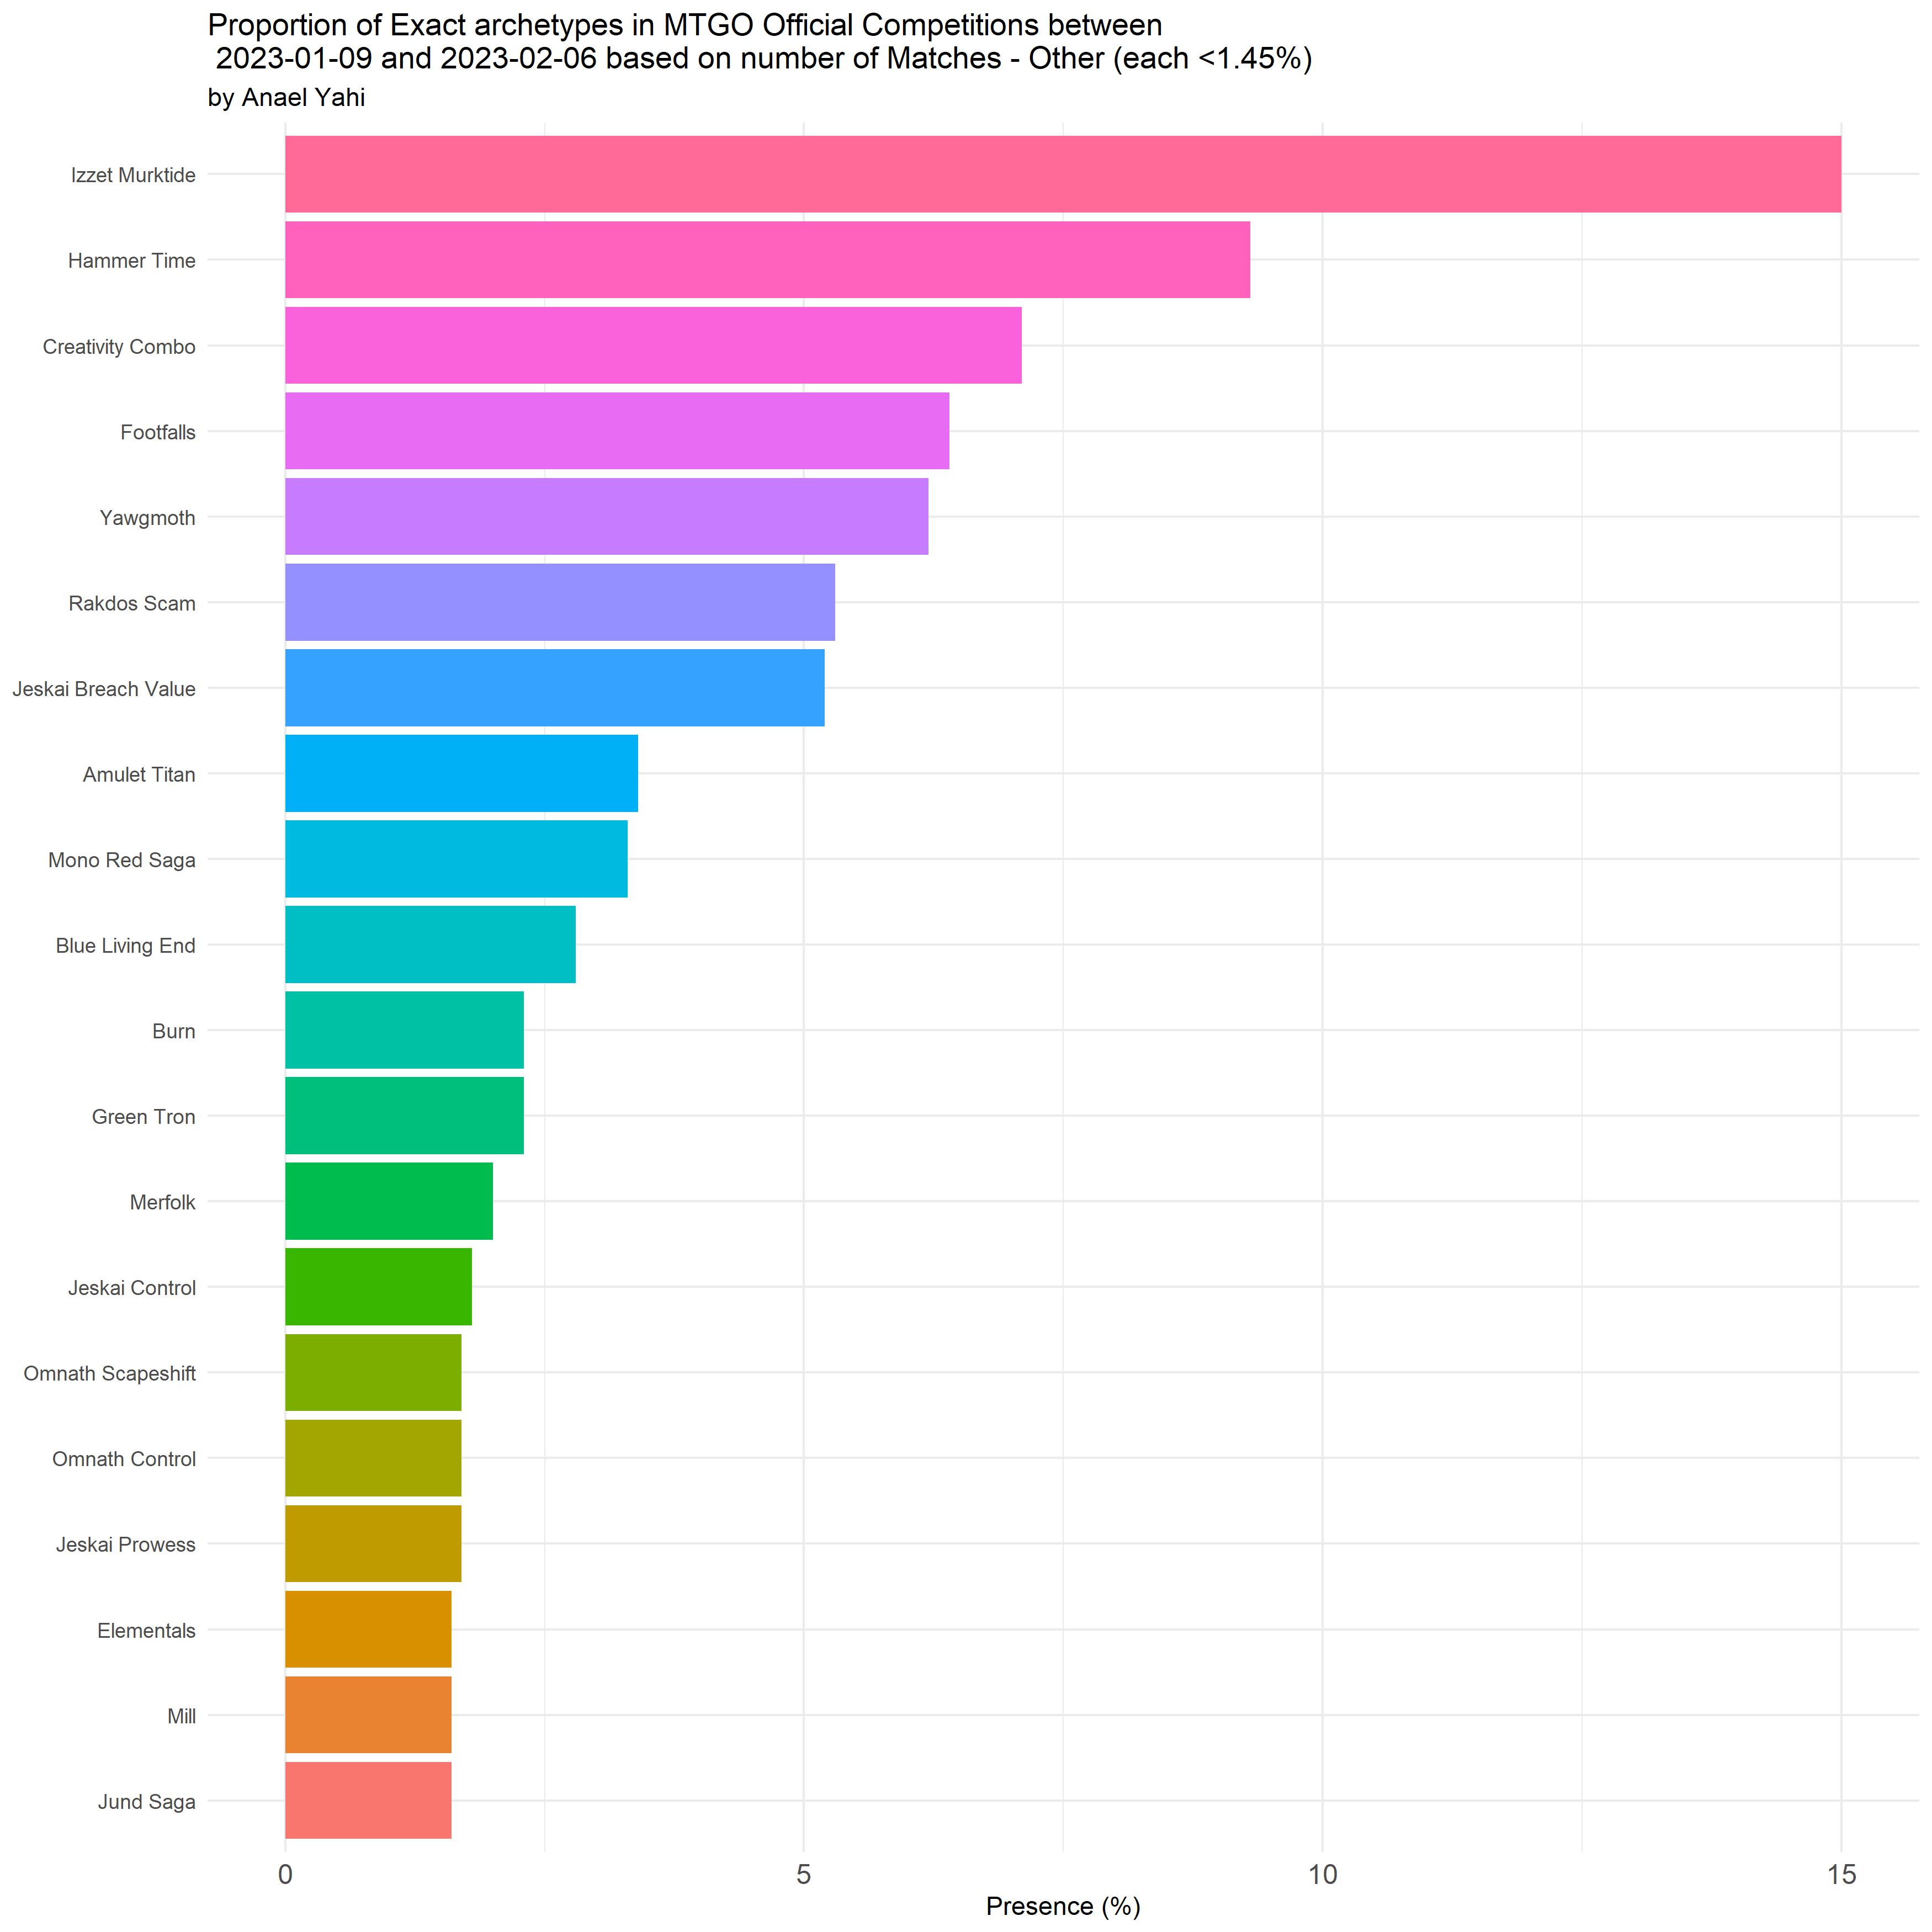 Proportion of Exact archetypes in MTGO Official Competitions between
2023-01-09 and 2023-02-06 based on number of Matches - Other (each <1.45%)
by Anael Yahi
Izzet Murktide
Hammer Time
Creativity Combo
Footfalls
Yawgmoth
Rakdos Scam
Jeskai Breach Value
Amulet Titan
Mono Red Saga
Blue Living End
Burn
Green Tron
Merfolk
Jeskai Control
Omnath Scapeshift
Omnath Control
Jeskai Prowess
Elementals
Mill
Jund Saga
0 5 10 15
Presence (%)